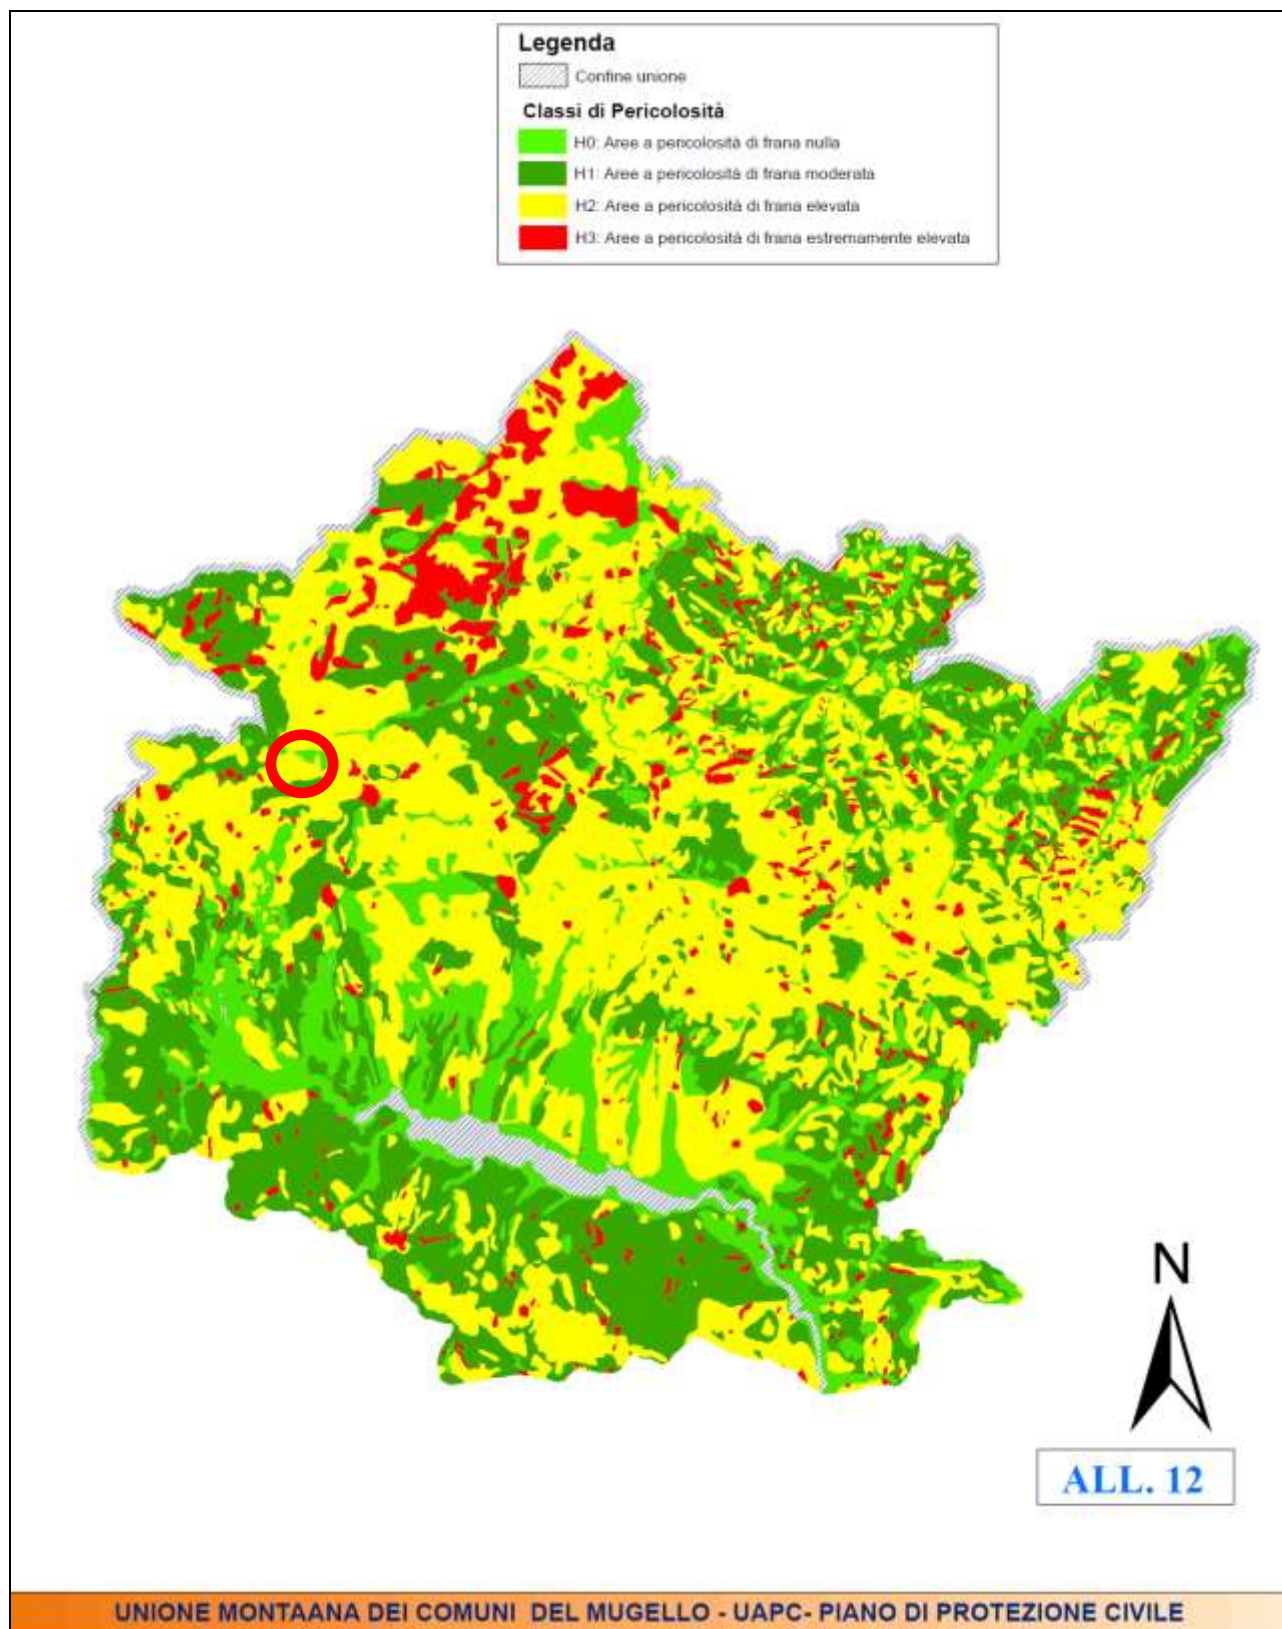 Legenda
Confine unione
Classi di Pericolosità
H0: Aree a pericolosità di frana nulla
H1: Aree a pericolosità di frana moderata
H2: Aree a pericolosità di frana elevata
H3: Aree a pericolosità di frana estremamente elevata
N
ALL. 12
UNIONE MONTAANA DEI COMUNI DEL MUGELLO - UAPC- PIANO DI PROTEZIONE CIVILE